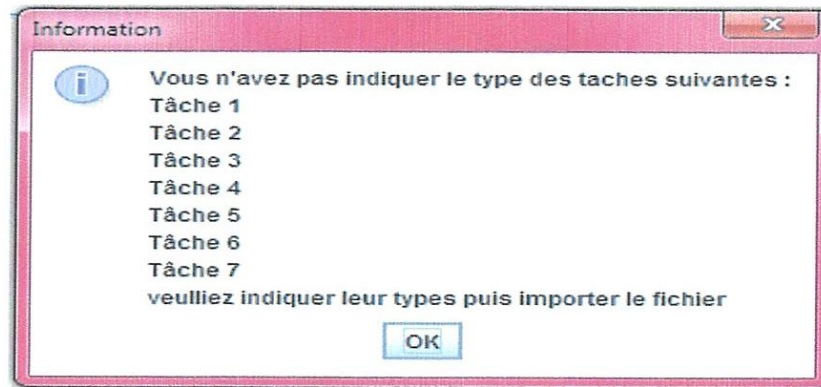 Information
Vous n'avez pas indiquer le type des taches suivantes :
Tâche 1
Tâche 2
Tâche 3
Tâche 4
Tâche 5
Tâche 6
Tâche 7
veulliez indiquer leur types puis importer le fichier
OK